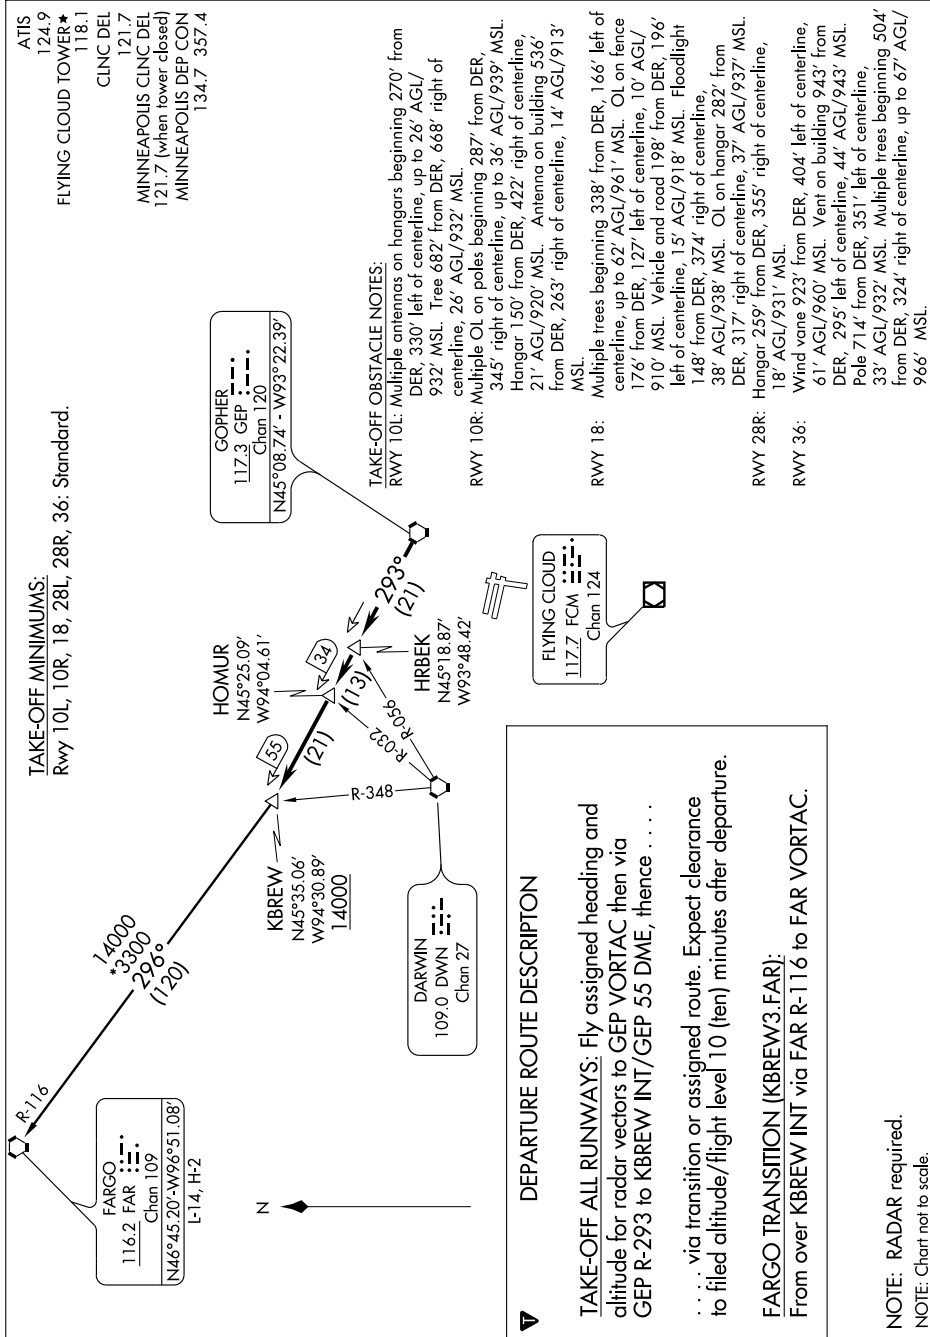 ATIS
124.9
FLYING CLOUD TOWER★
118.1
CLNC DEL
121.7
MINNEAPOLIS CLNC DEL
121.7 (when tower closed)
MINNEAPOLIS DEP CON
134.7 357.4
TAKE-OFF MINIMUMS:
Rwy 10L, 10R, 18, 28L, 28R, 36: Standard.
R-116
FARGO
116.2 FAR
Chan 109
N46°45.20'-W96°51.08'
L-14, H-2
14000
*3300
296°
(120)
KBREW
N45°35.06'
W94°30.89'
14000
55
(21)
HOMUR
N45°25.09'
W94°04.61'
34
(13)
HRBEK
N45°18.87'
W93°48.42'
293°
(21)
GOPHER
117.3 GEP
Chan 120
N45°08.74' - W93°22.39'
R-348
R-032
R-056
DARWIN
109.0 DWN
Chan 27
FLYING CLOUD
117.7 FCM
Chan 124
N
TAKE-OFF OBSTACLE NOTES:
RWY 10L: Multiple antennas on hangars beginning 270' from
DER, 330' left of centerline, up to 26' AGL/
932' MSL. Tree 682' from DER, 668' right of
centerline, 26' AGL/932' MSL.
RWY 10R: Multiple OL on poles beginning 287' from DER,
345' right of centerline, up to 36' AGL/939' MSL.
Hangar 150' from DER, 422' right of centerline,
21' AGL/920' MSL. Antenna on building 536'
from DER, 263' right of centerline, 14' AGL/913'
MSL.
RWY 18: Multiple trees beginning 338' from DER, 166' left of
centerline, up to 62' AGL/961' MSL. OL on fence
176' from DER, 127' left of centerline, 10' AGL/
910' MSL. Vehicle and road 198' from DER, 196'
left of centerline, 15' AGL/918' MSL. Floodlight
148' from DER, 374' right of centerline,
38' AGL/938' MSL. OL on hangar 282' from
DER, 317' right of centerline, 37' AGL/937' MSL.
RWY 28R: Hangar 259' from DER, 355' right of centerline,
18' AGL/931' MSL.
RWY 36: Wind vane 923' from DER, 404' left of centerline,
61' AGL/960' MSL. Vent on building 943' from
DER, 295' left of centerline, 44' AGL/943' MSL.
Pole 714' from DER, 351' left of centerline,
33' AGL/932' MSL. Multiple trees beginning 504'
from DER, 324' right of centerline, up to 67' AGL/
966' MSL.
T
DEPARTURE ROUTE DESCRIPTON
TAKE-OFF ALL RUNWAYS: Fly assigned heading and
altitude for radar vectors to GEP VORTAC then via
GEP R-293 to KBREW INT/GEP 55 DME, thence . . . .
. . . . via transition or assigned route. Expect clearance
to filed altitude/flight level 10 (ten) minutes after departure.
FARGO TRANSITION (KBREW3.FAR):
From over KBREW INT via FAR R-116 to FAR VORTAC.
NOTE: RADAR required.
NOTE: Chart not to scale.